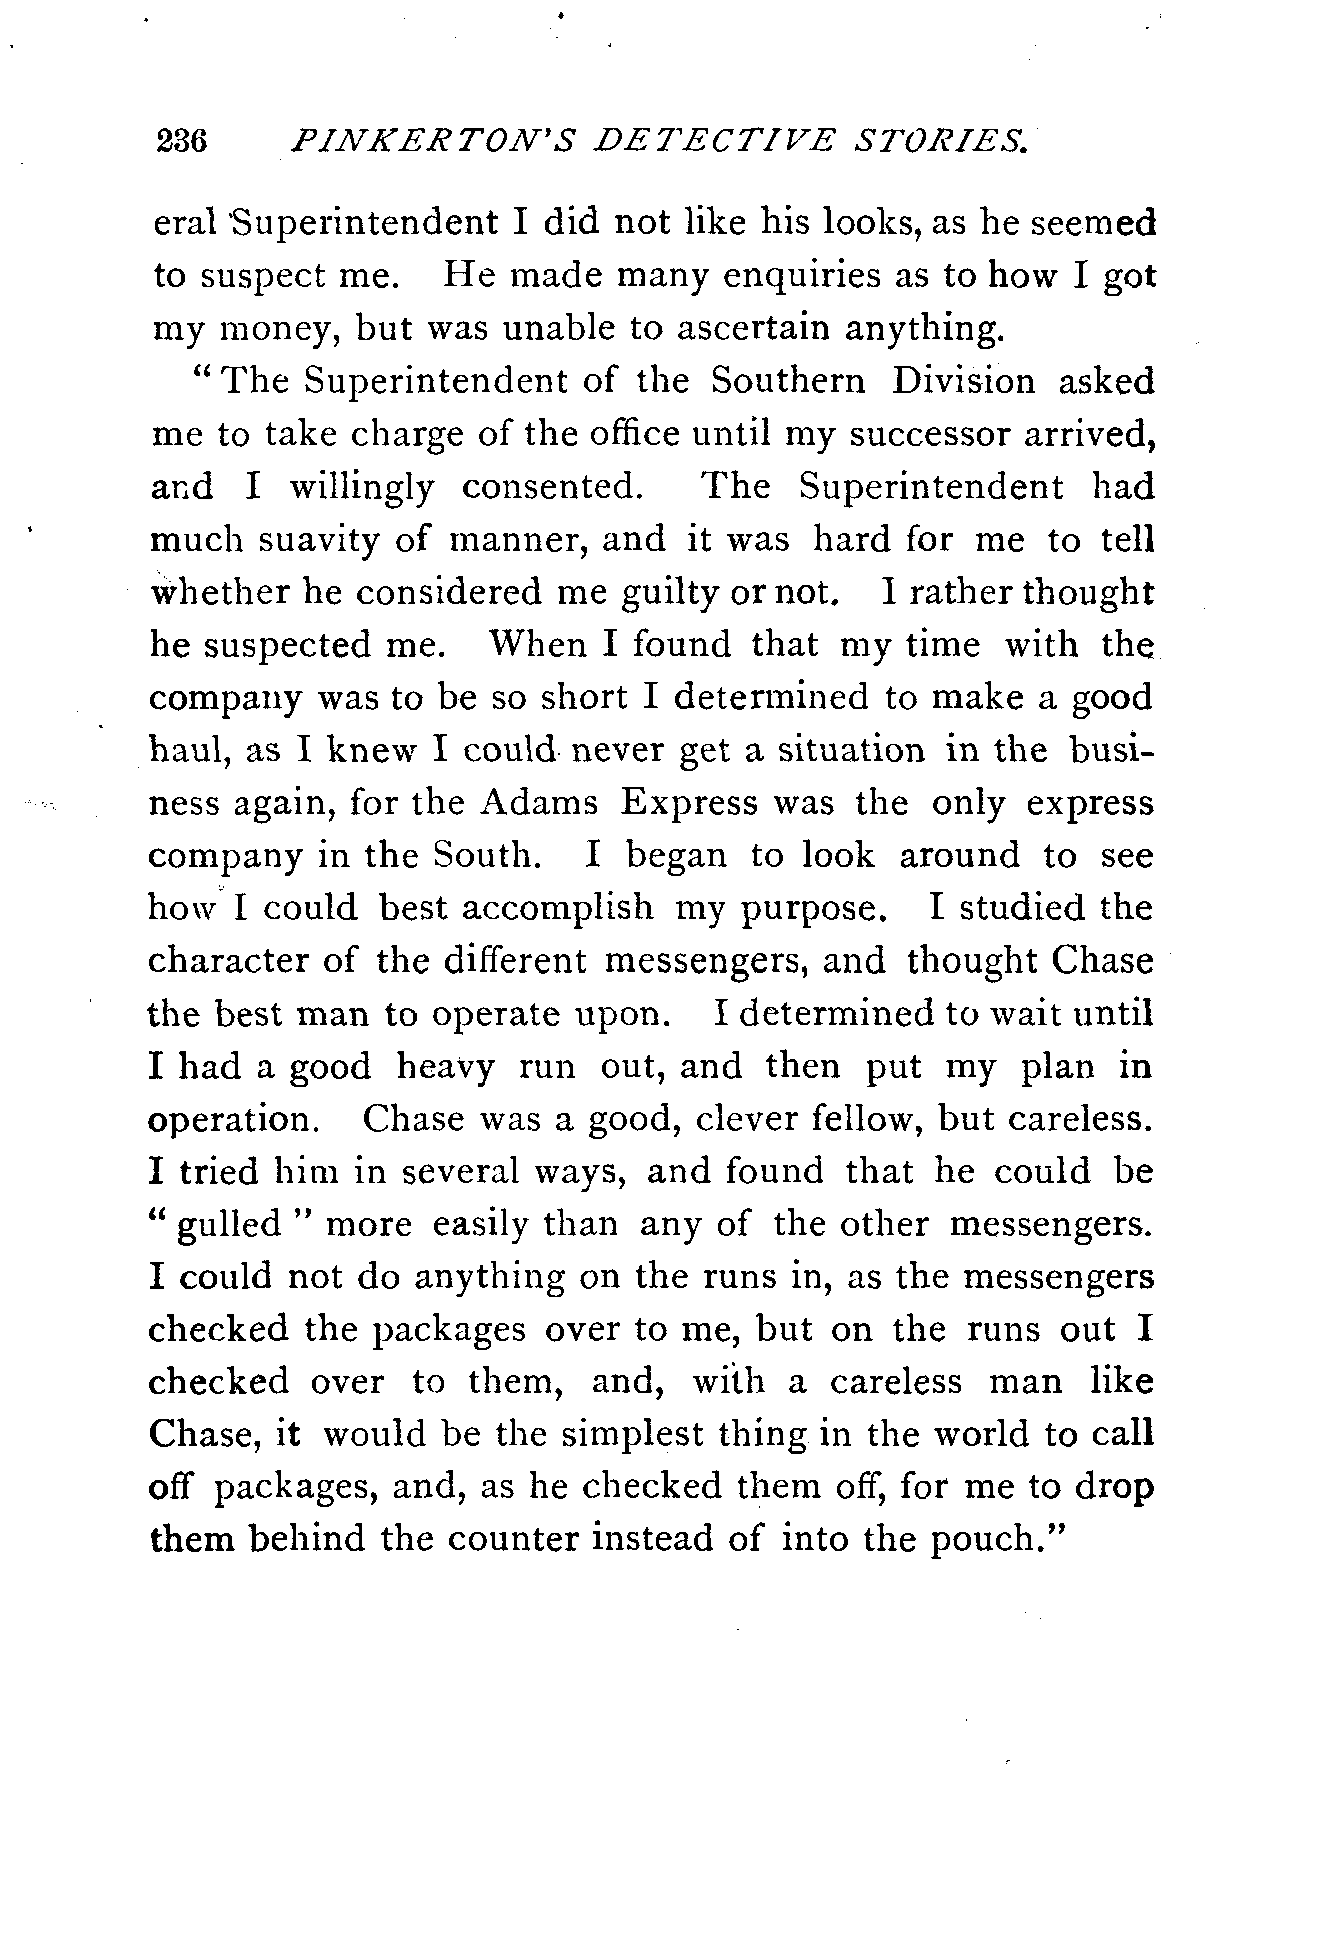 236 PINKERTON'S DETECTIVE STORIES.
eral Superintendent I did not like his looks, as he seemed
to suspect me. He made many enquiries as to how I got
my money, but was unable to ascertain anything.
“ The Superintendent of the Southern Division asked
me to take charge of the office until my successor arrived,
and I willingly consented. The Superintendent had
much suavity of manner, and it was hard for me to tell
whether he considered me guilty or not. I rather thought
he suspected me. When I found that my time with the
company was to be so short I determined to make a good
haul, as I knew I could never get a situation in the busi-
ness again, for the Adams Express was the only express
company in the South. I began to look around to see
how I could best accomplish my purpose. I studied the
character of the different messengers, and thought Chase
the best man to operate upon. I determined to wait until
I had a good heavy run out, and then put my plan in
operation. Chase was a good, clever fellow, but careless.
I tried him in several ways, and found that he could be
“ gulled ” more easily than any of the other messengers.
I could not do anything on the runs in, as the messengers
checked the packages over to me, but on the runs out I
checked over to them, and, with a careless man like
Chase, it would be the simplest thing in the world to call
off packages, and, as he checked them off, for me to drop
them behind the counter instead of into the pouch.”